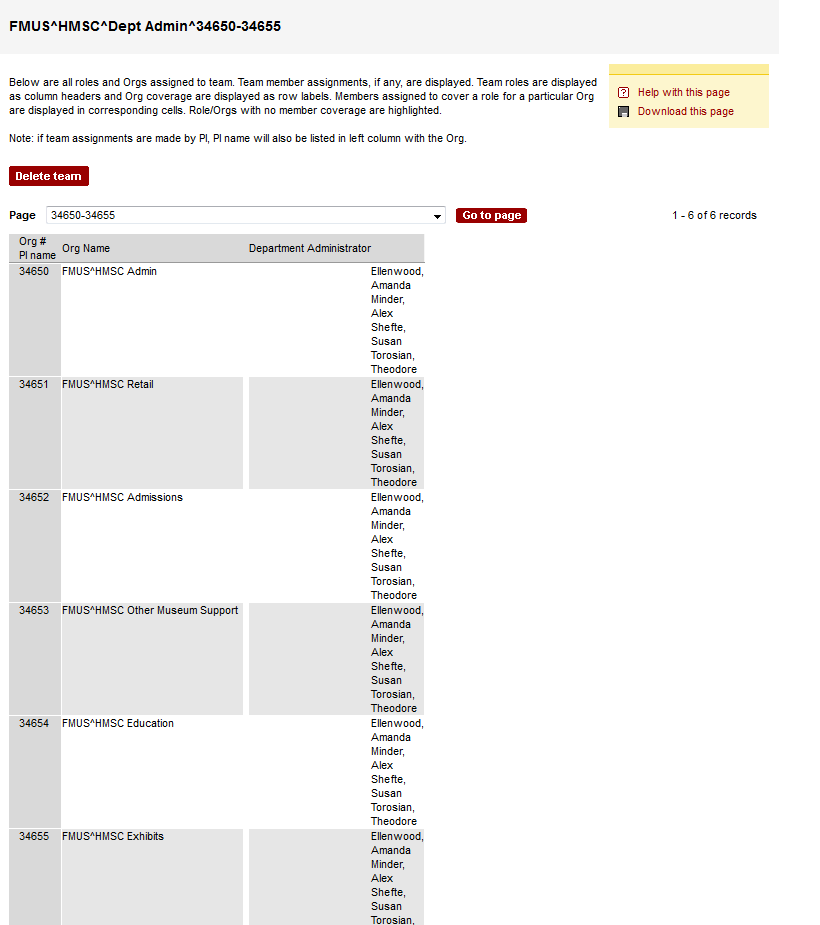 FMUS^HMSC^Dept Admin^34650-34655
Below are all roles and Orgs assigned to team. Team member assignments, if any, are displayed. Team roles are displayed
as column headers and Org coverage are displayed as row labels. Members assigned to cover a role for a particular Org
are displayed in corresponding cells. Role/Orgs with no member coverage are highlighted.
Note: if team assignments are made by PI, PI name will also be listed in left column with the Org.
Help with this page
Download this page
Delete team
Page 34650-34655 Go to page 1 - 6 of 6 records
Org #
PI name Org Name Department Administrator
34650 FMUS^HMSC Admin Ellenwood,
Amanda
Minder,
Alex
Shefte,
Susan
Torosian,
Theodore
34651 FMUS^HMSC Retail Ellenwood,
Amanda
Minder,
Alex
Shefte,
Susan
Torosian,
Theodore
34652 FMUS^HMSC Admissions Ellenwood,
Amanda
Minder,
Alex
Shefte,
Susan
Torosian,
Theodore
34653 FMUS^HMSC Other Museum Support Ellenwood,
Amanda
Minder,
Alex
Shefte,
Susan
Torosian,
Theodore
34654 FMUS^HMSC Education Ellenwood,
Amanda
Minder,
Alex
Shefte,
Susan
Torosian,
Theodore
34655 FMUS^HMSC Exhibits Ellenwood,
Amanda
Minder,
Alex
Shefte,
Susan
Torosian,